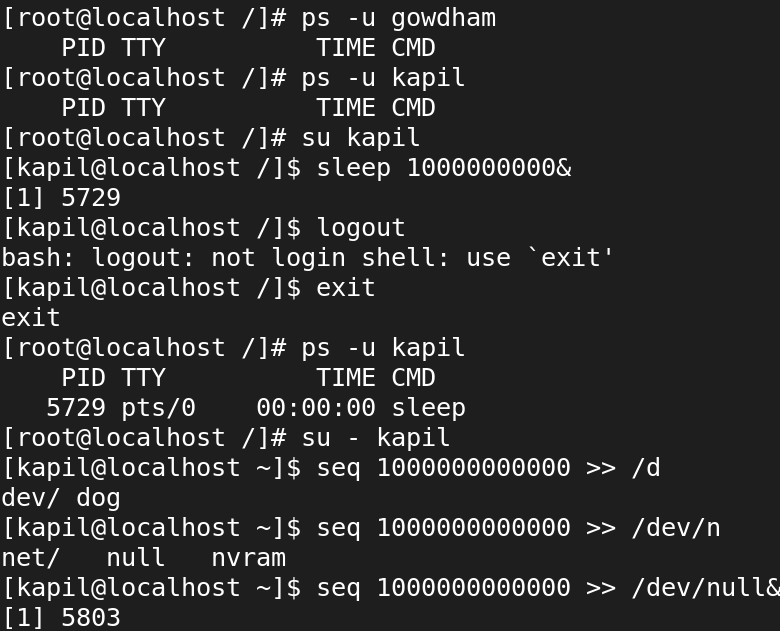 [root@localhost /]# ps -u gowdham
    PID TTY          TIME CMD
[root@localhost /]# ps -u kapil
    PID TTY          TIME CMD
[root@localhost /]# su kapil
[kapil@localhost /]$ sleep 1000000000&
[1] 5729
[kapil@localhost /]$ logout
bash: logout: not login shell: use `exit'
[kapil@localhost /]$ exit
exit
[root@localhost /]# ps -u kapil
    PID TTY          TIME CMD
   5729 pts/0    00:00:00 sleep
[root@localhost /]# su - kapil
[kapil@localhost ~]$ seq 1000000000000 >> /d
dev/ dog
[kapil@localhost ~]$ seq 1000000000000 >> /dev/n
net/   null   nvram
[kapil@localhost ~]$ seq 1000000000000 >> /dev/null&
[1] 5803